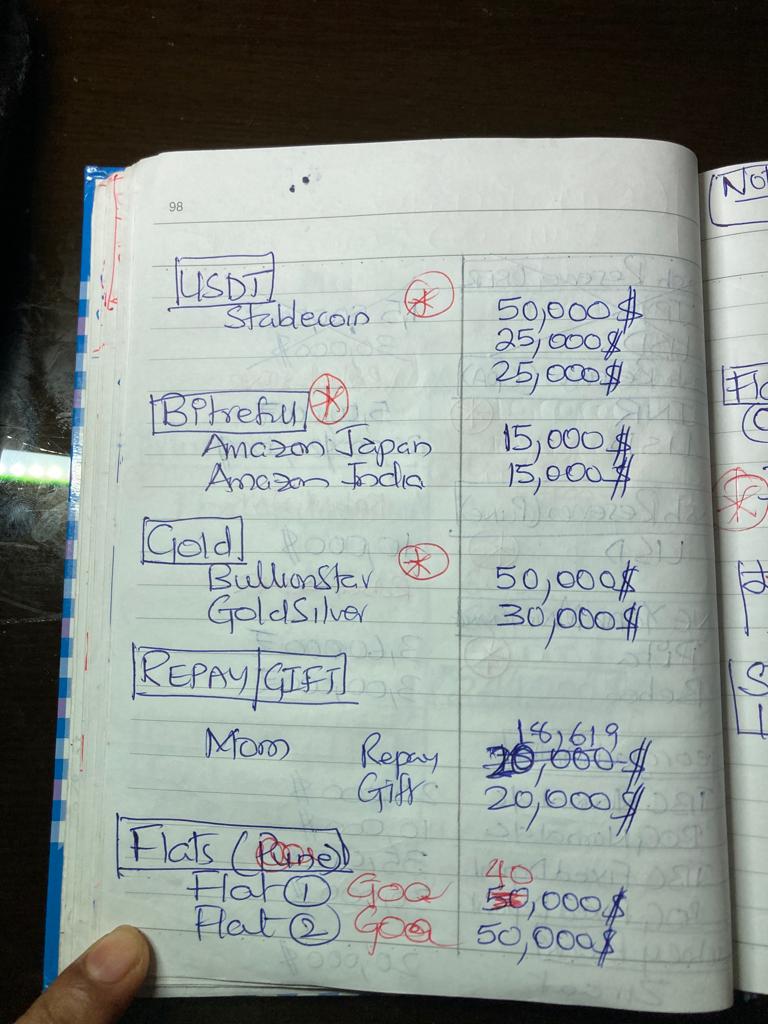 98
Not
USDT
Stablecoin 50,000$
25,000$
25,000$
Bitrefill
Amazon Japan 15,000$
Amazon India 15,000$
Gold
BullionStar 50,000$
GoldSilver 30,000$
REPAY GIFT
18,619
Mom Repay 20,000$
Gift 20,000$
Flats (Pune)
40
Flat 1 Goa 50,000$
Flat 2 Goa 50,000$